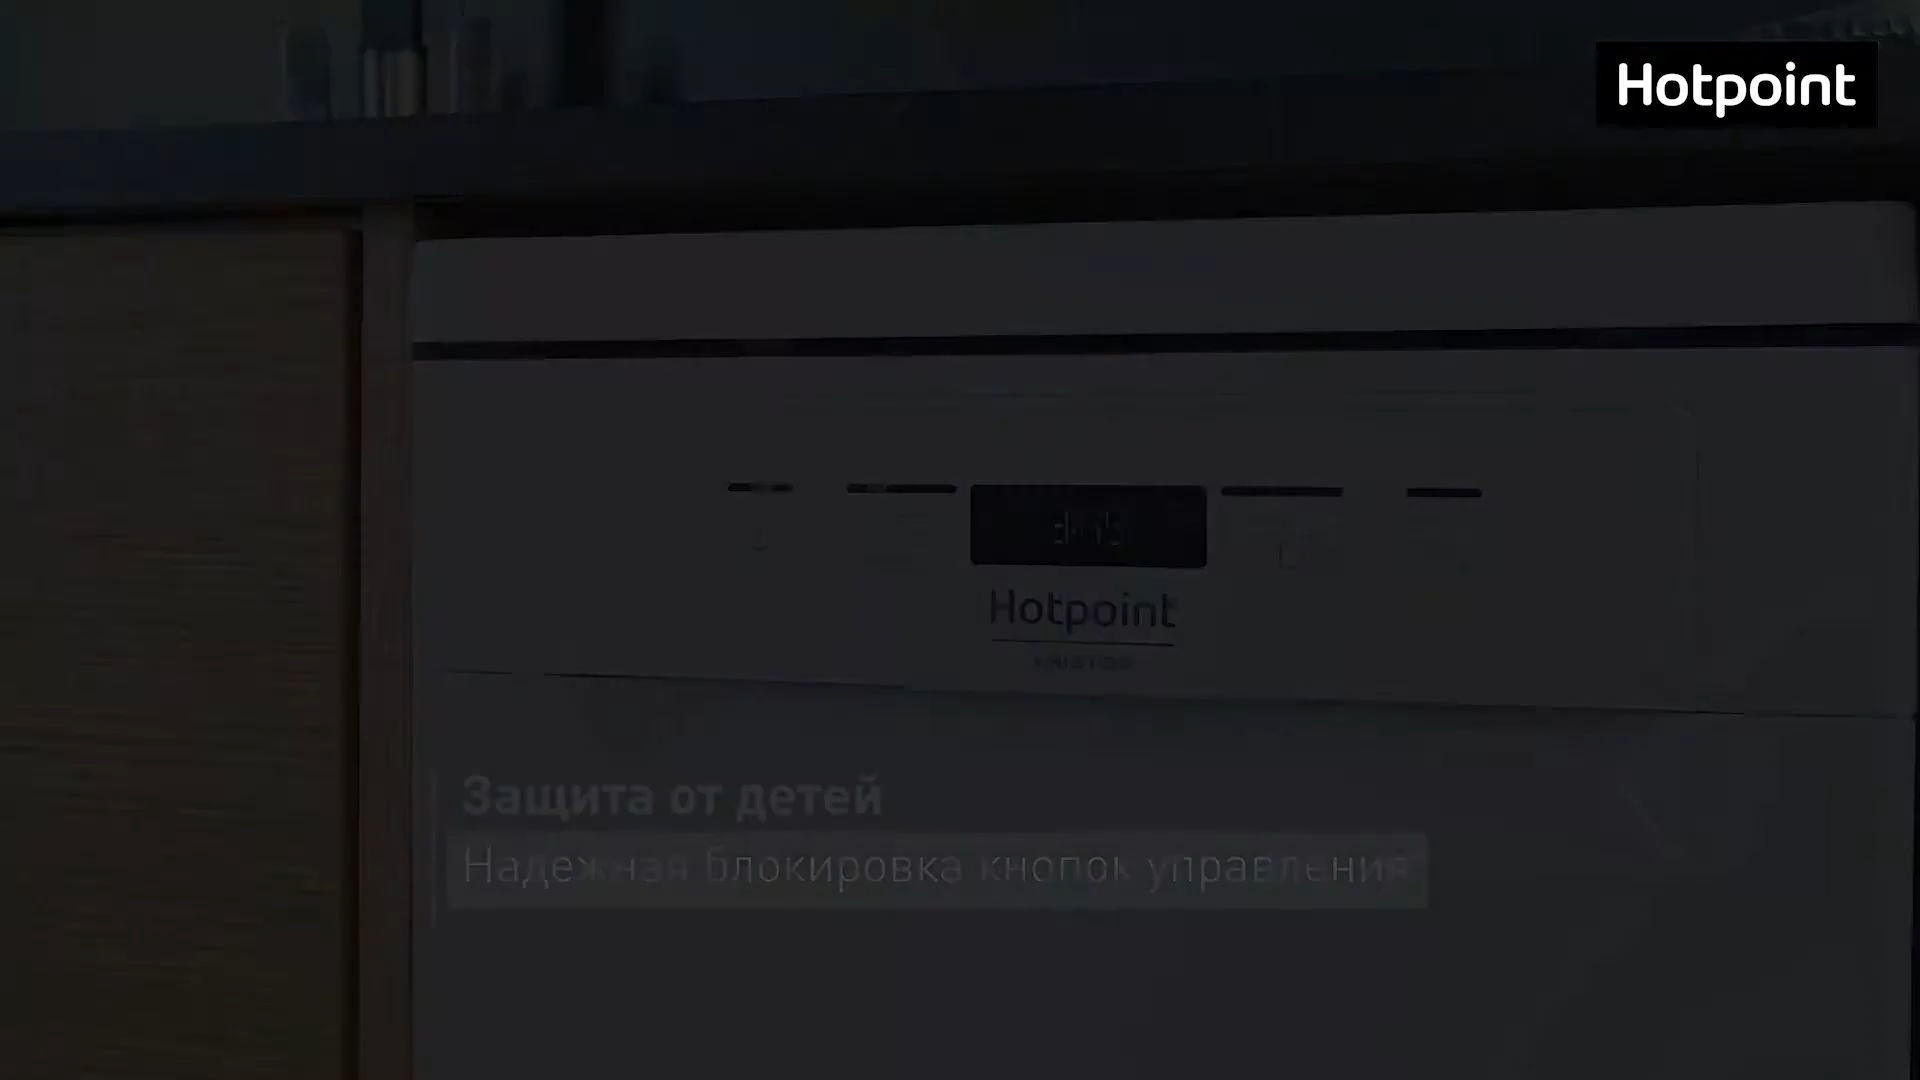 Hotpoint
Hotpoint
Защита от детей
Надежная блокировка кнопок управления